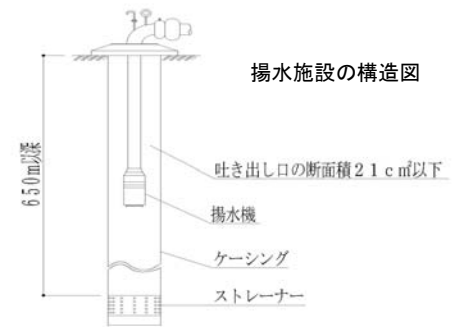 揚水施設の構造図
650m以深
吐き出し口の断面積21c㎡以下
揚水機
ケーシング
ストレーナー